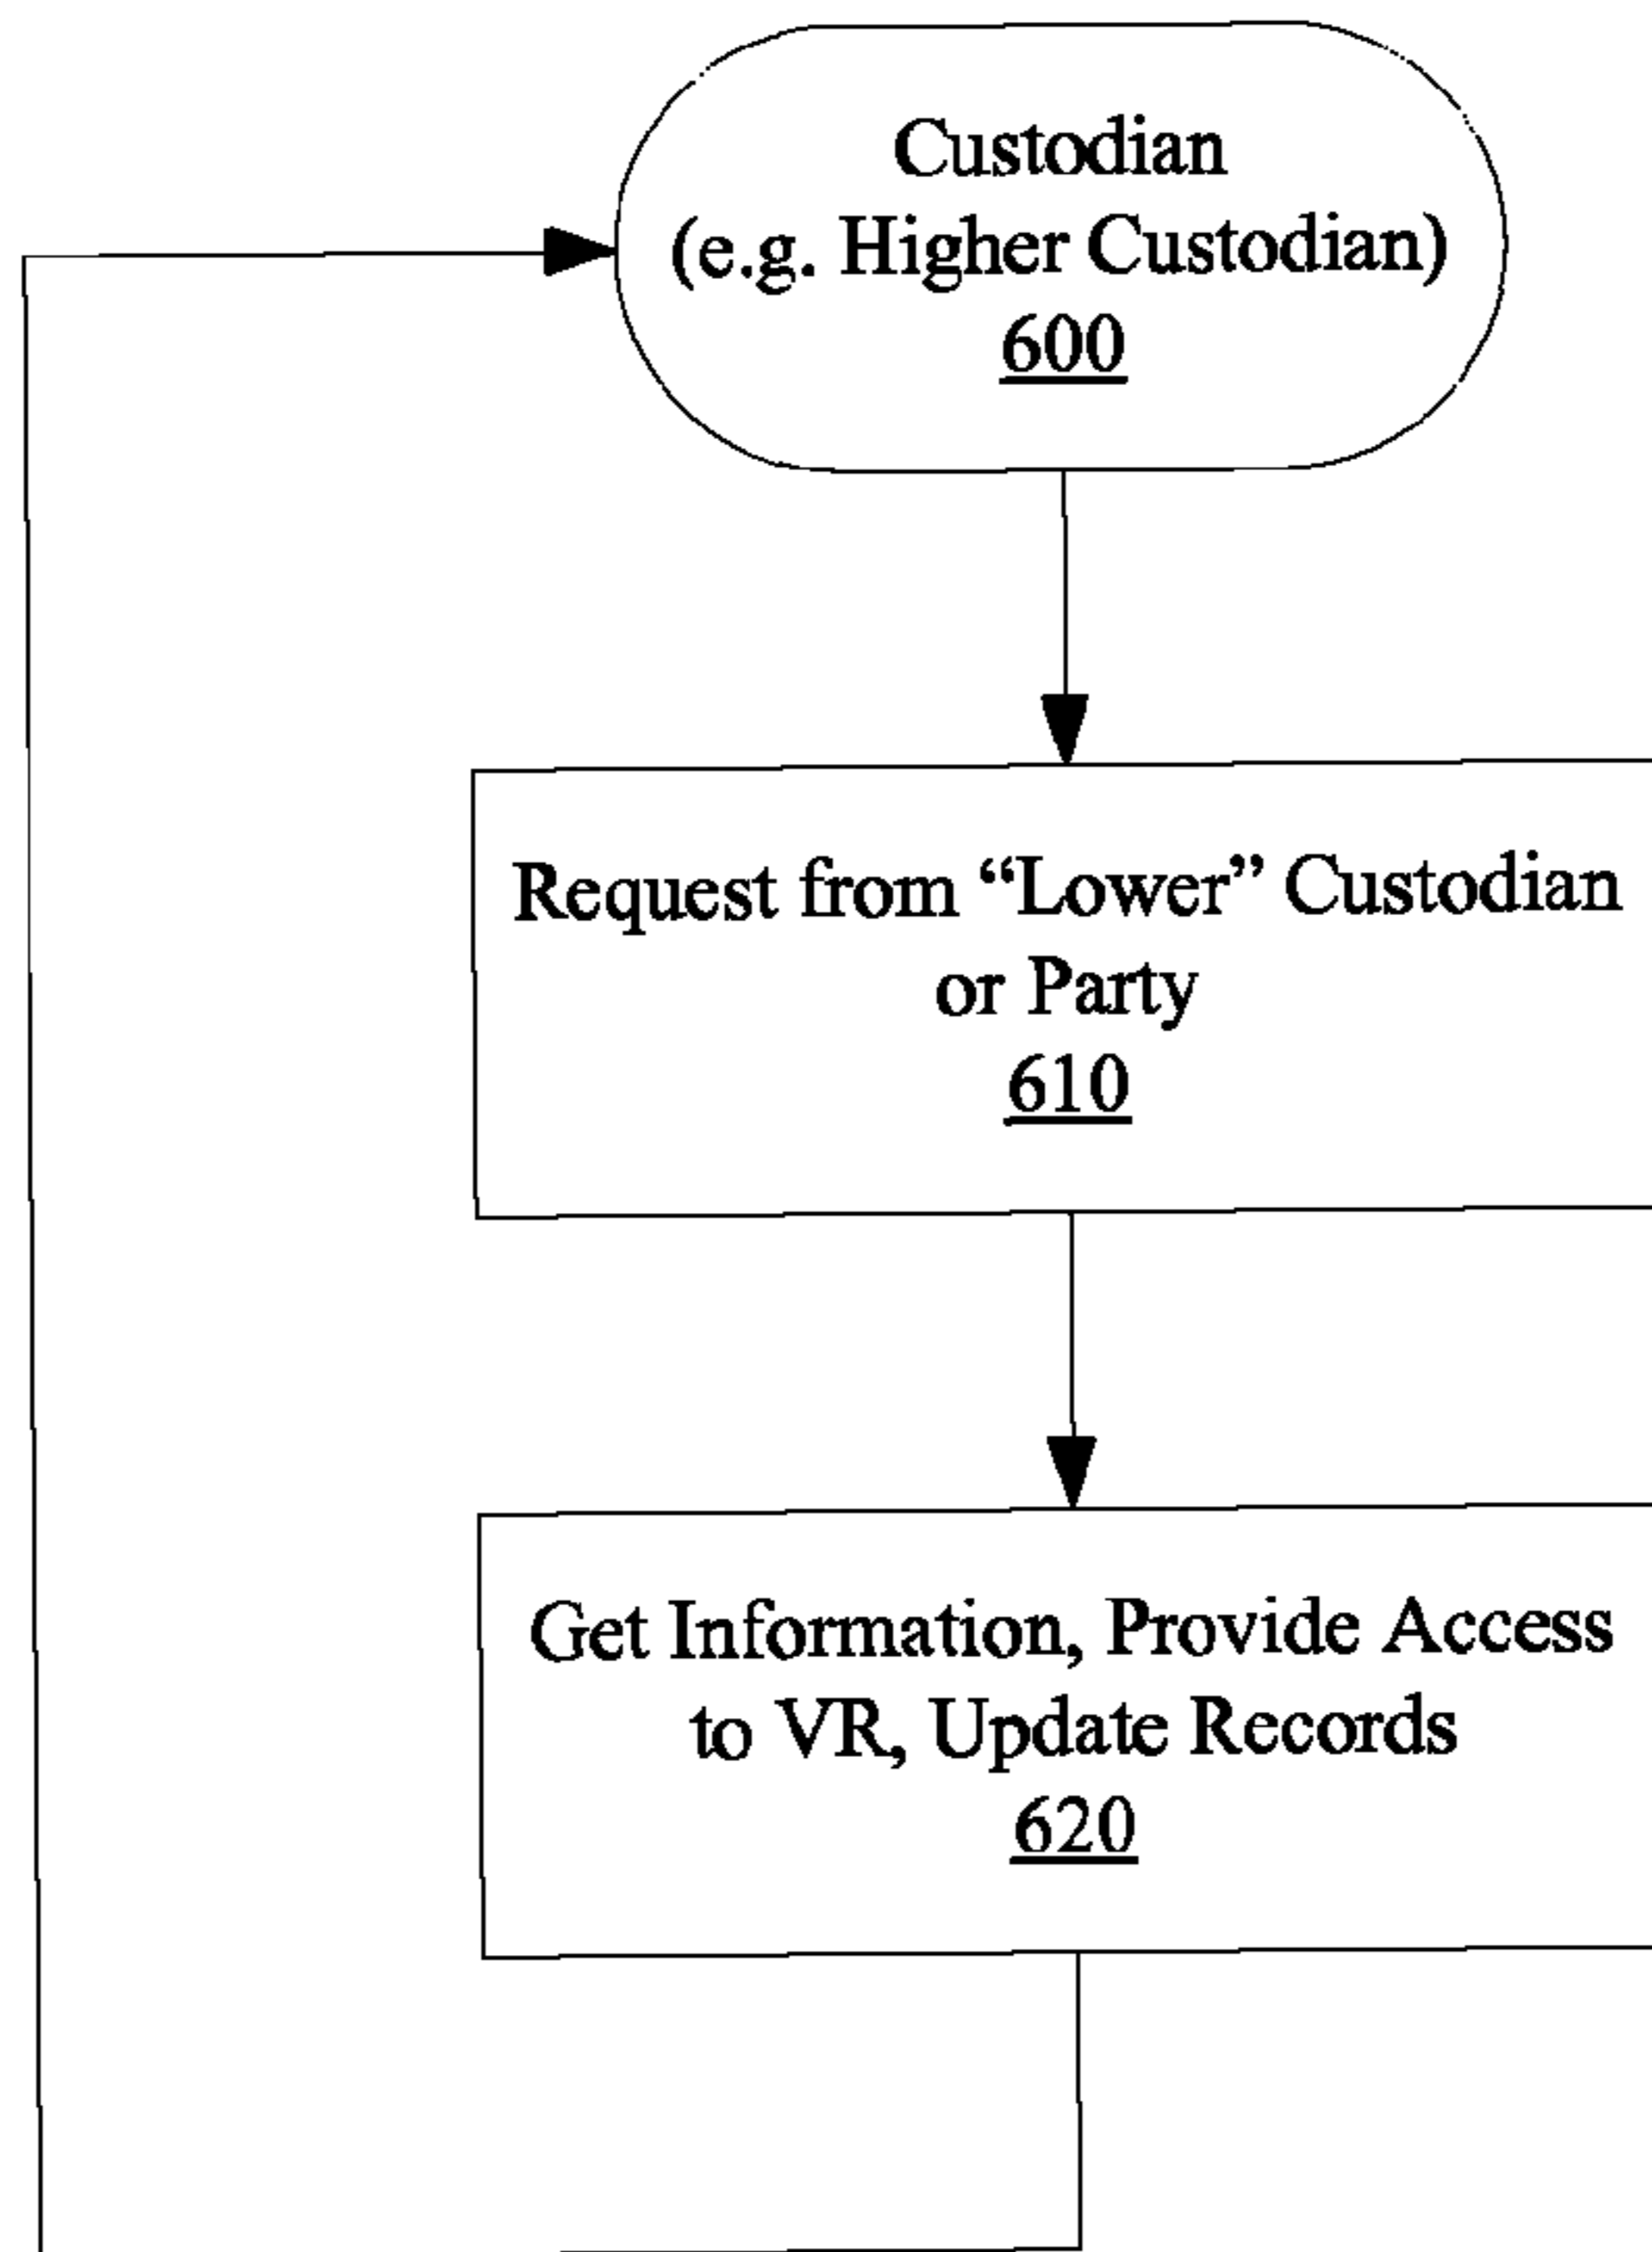 Custodian
(e.g. Higher Custodian)
600
Request from “Lower” Custodian
or Party
610
Get Information, Provide Access
to VR, Update Records
620